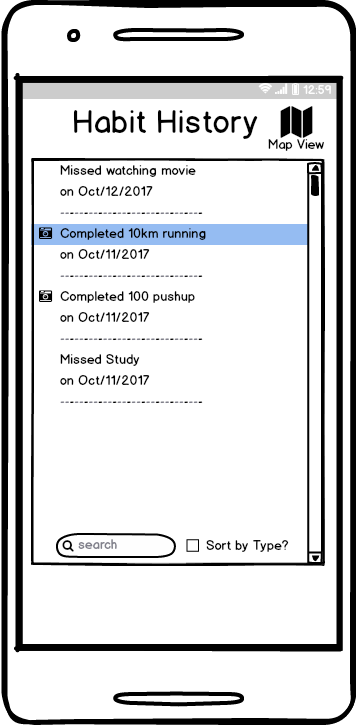 12:59
Habit History
Map View
Missed watching movie
on Oct/12/2017
-------------------------
Completed 10km running
on Oct/11/2017
-------------------------
Completed 100 pushup
on Oct/11/2017
-------------------------
Missed Study
on Oct/11/2017
-------------------------
search
Sort by Type?